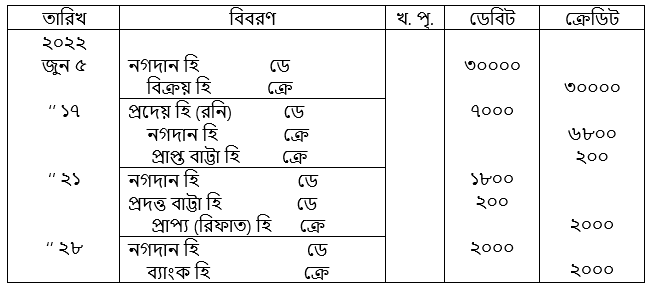 তারিখ বিবরণ খ. পৃ. ডেবিট ক্রেডিট
২০২২
জুন ৫ নগদান হি ডে ৩০০০০
বিক্রয় হি ক্রে ৩০০০০
" ১৭ প্রদেয় হি (রনি) ডে ৭০০০
নগদান হি ক্রে ৬৮০০
প্রাপ্ত বাট্টা হি ক্রে ২০০
" ২১ নগদান হি ডে ১৮০০
প্রদত্ত বাট্টা হি ডে ২০০
প্রাপ্য (রিফাত) হি ক্রে ২০০০
" ২৮ নগদান হি ডে ২০০০
ব্যাংক হি ক্রে ২০০০